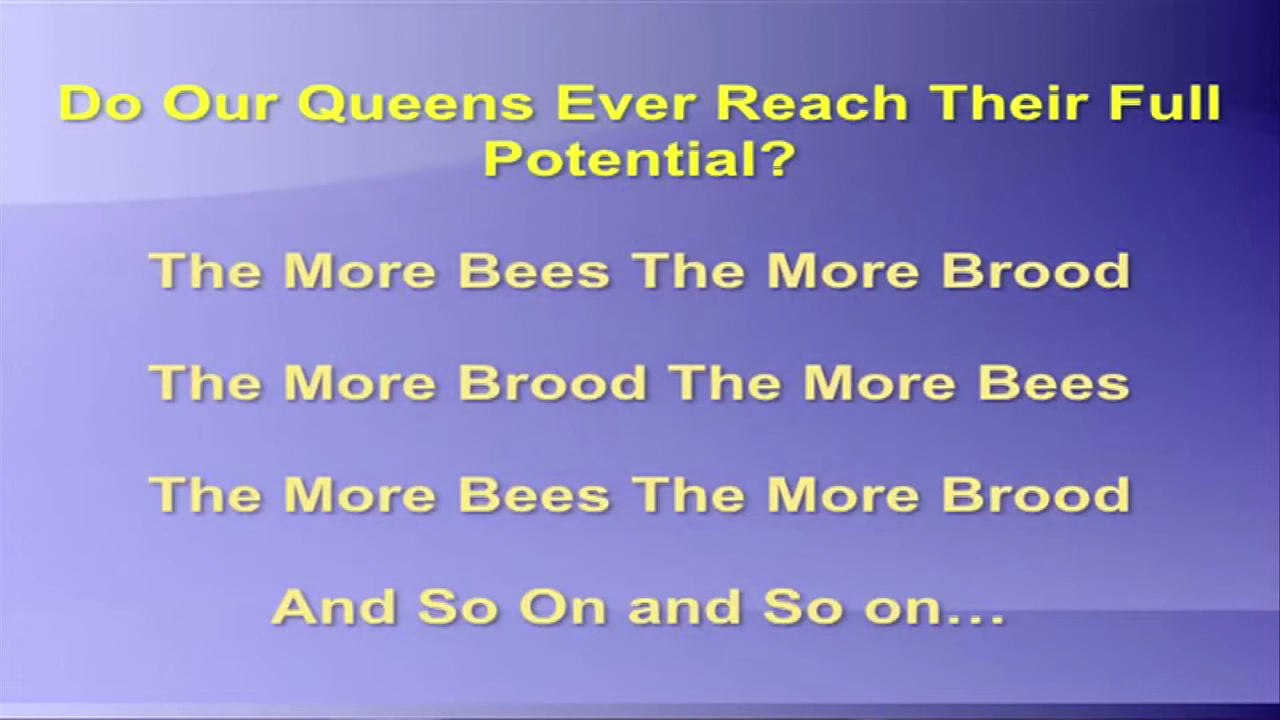 Do Our Queens Ever Reach Their Full
Potential?
The More Bees The More Brood
The More Brood The More Bees
The More Bees The More Brood
And So On and So on...